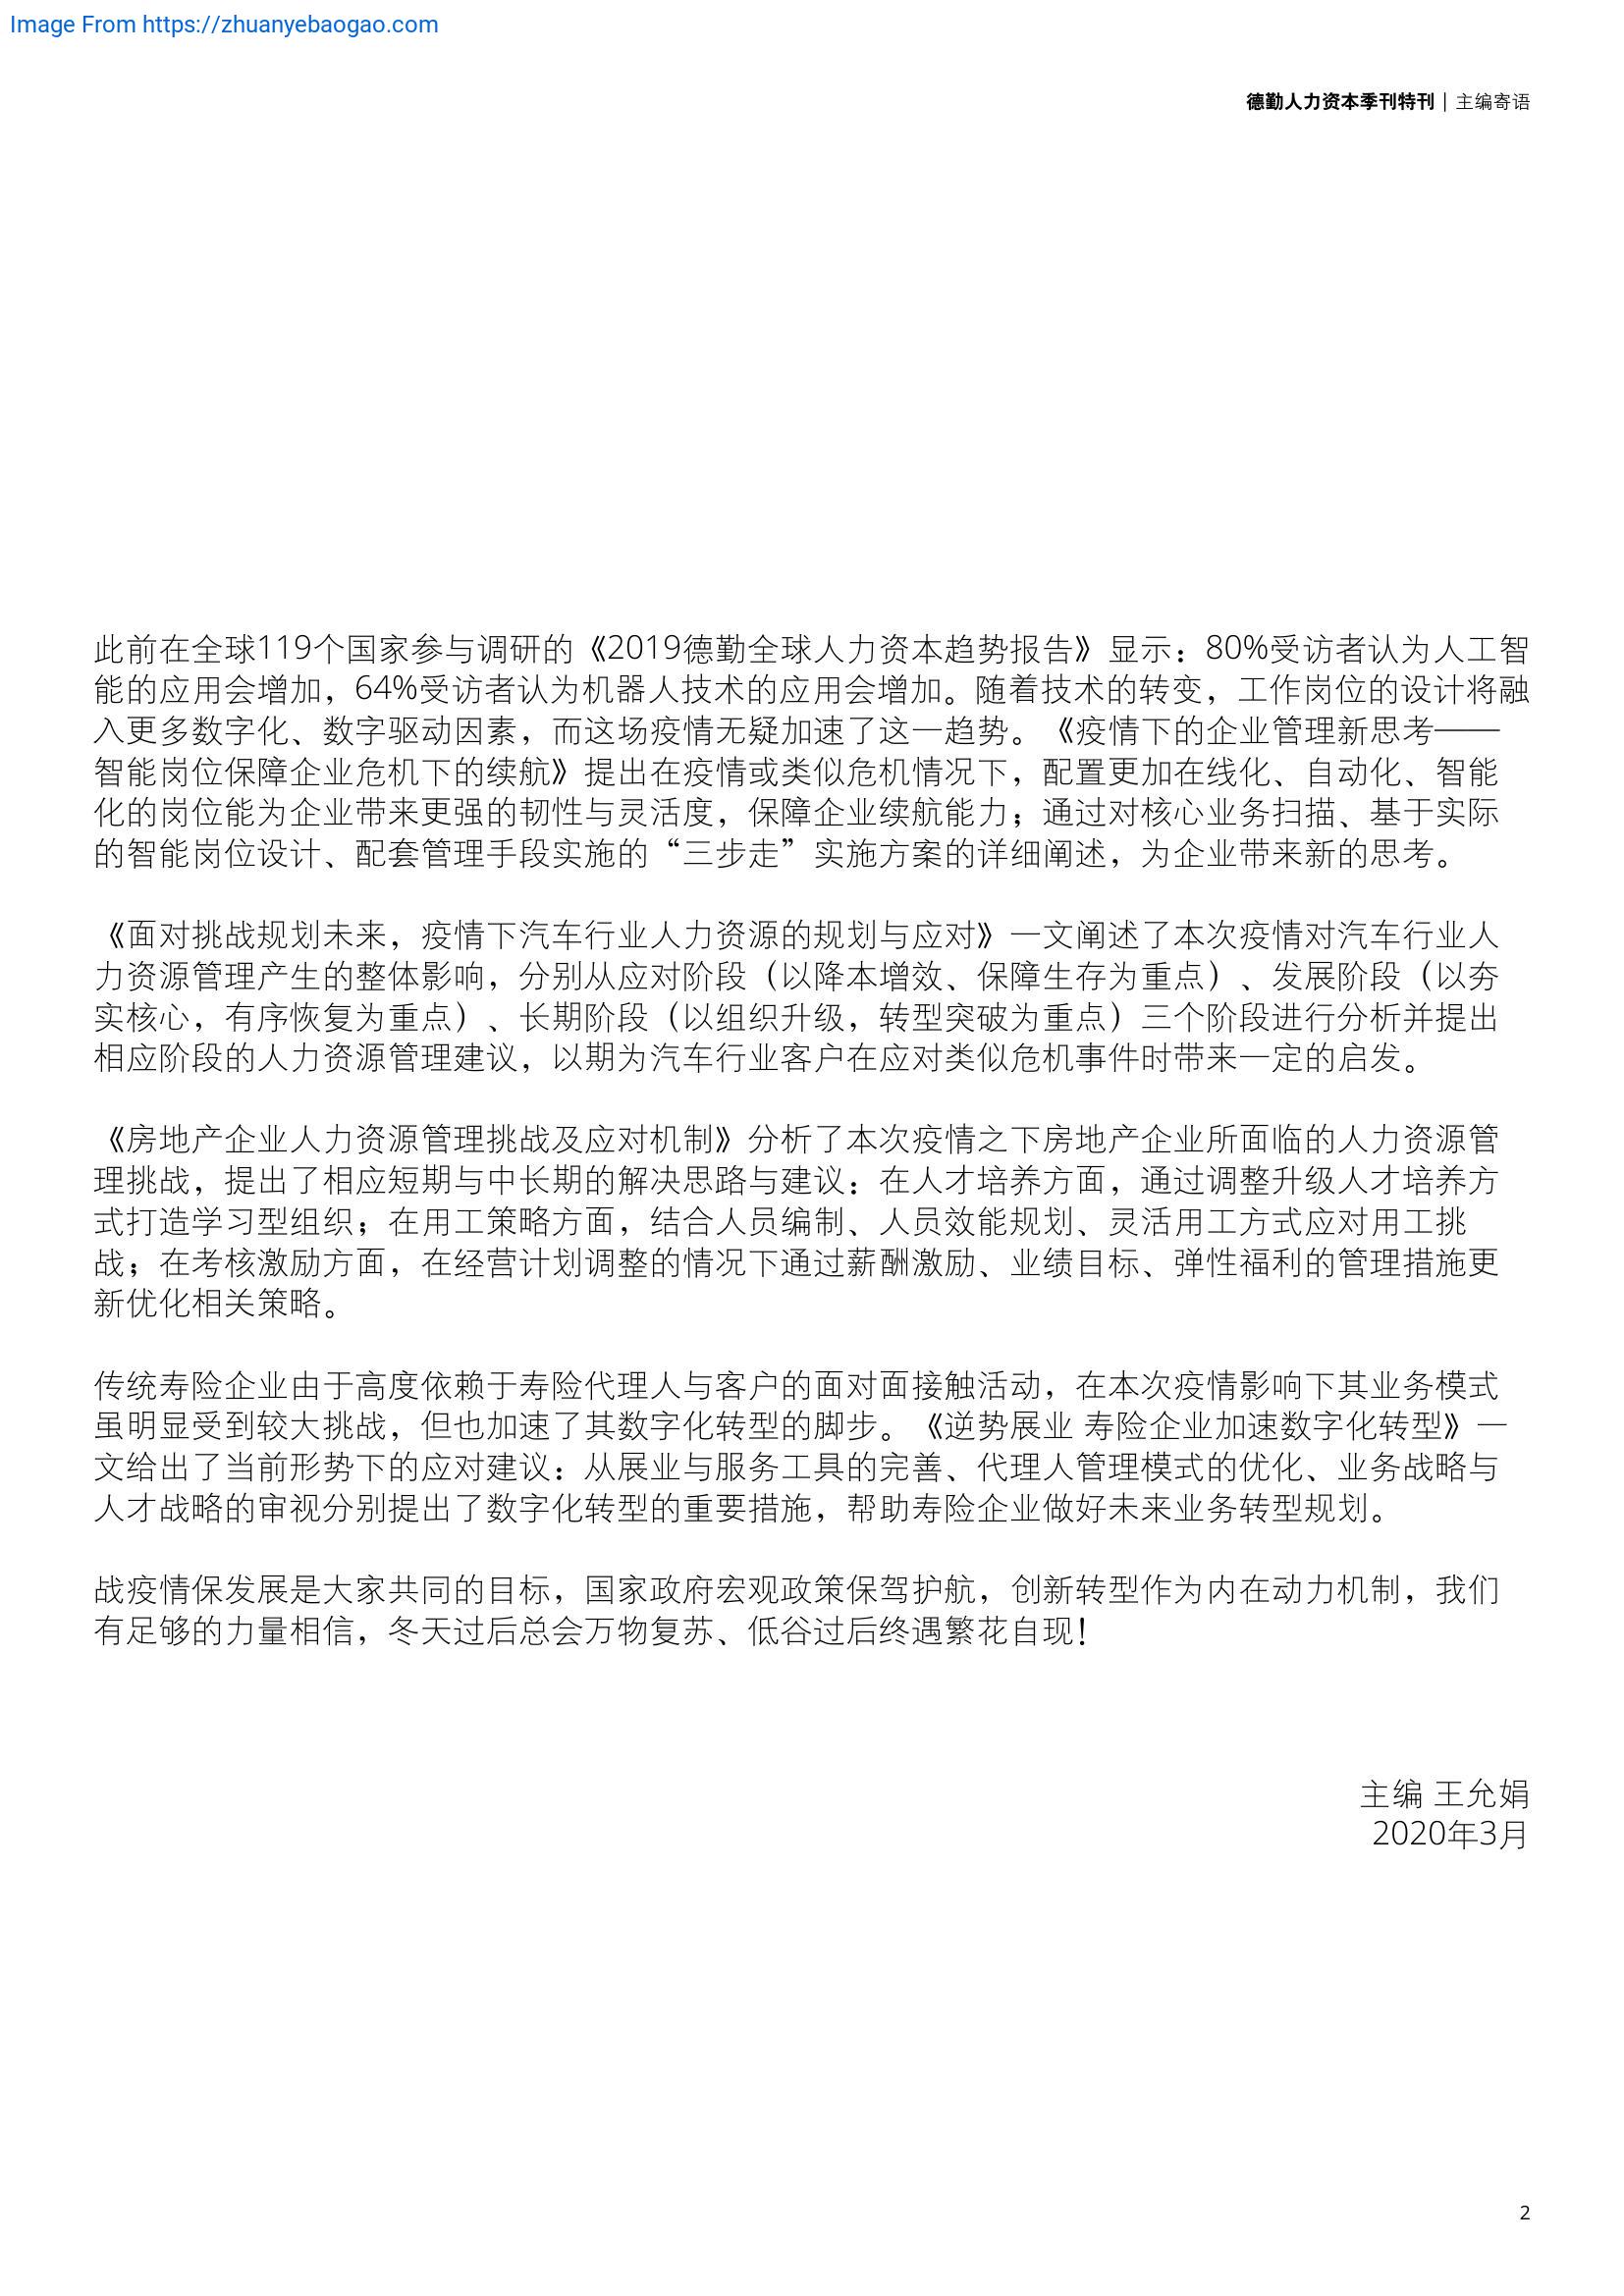 Image From https://zhuanyebaogao.com
德勤人力资本季刊特刊 | 主编寄语
此前在全球119个国家参与调研的《2019德勤全球人力资本趋势报告》显示：80%受访者认为人工智
能的应用会增加，64%受访者认为机器人技术的应用会增加。随着技术的转变，工作岗位的设计将融
入更多数字化、数字驱动因素，而这场疫情无疑加速了这一趋势。《疫情下的企业管理新思考——
智能岗位保障企业危机下的续航》提出在疫情或类似危机情况下，配置更加在线化、自动化、智能
化的岗位能为企业带来更强的韧性与灵活度，保障企业续航能力；通过对核心业务扫描、基于实际
的智能岗位设计、配套管理手段实施的“三步走”实施方案的详细阐述，为企业带来新的思考。
《面对挑战规划未来，疫情下汽车行业人力资源的规划与应对》一文阐述了本次疫情对汽车行业人
力资源管理产生的整体影响，分别从应对阶段（以降本增效、保障生存为重点）、发展阶段（以夯
实核心，有序恢复为重点）、长期阶段（以组织升级，转型突破为重点）三个阶段进行分析并提出
相应阶段的人力资源管理建议，以期为汽车行业客户在应对类似危机事件时带来一定的启发。
《房地产企业人力资源管理挑战及应对机制》分析了本次疫情之下房地产企业所面临的人力资源管
理挑战，提出了相应短期与中长期的解决思路与建议：在人才培养方面，通过调整升级人才培养方
式打造学习型组织；在用工策略方面，结合人员编制、人员效能规划、灵活用工方式应对用工挑
战；在考核激励方面，在经营计划调整的情况下通过薪酬激励、业绩目标、弹性福利的管理措施更
新优化相关策略。
传统寿险企业由于高度依赖于寿险代理人与客户的面对面接触活动，在本次疫情影响下其业务模式
虽明显受到较大挑战，但也加速了其数字化转型的脚步。《逆势展业 寿险企业加速数字化转型》一
文给出了当前形势下的应对建议：从展业与服务工具的完善、代理人管理模式的优化、业务战略与
人才战略的审视分别提出了数字化转型的重要措施，帮助寿险企业做好未来业务转型规划。
战疫情保发展是大家共同的目标，国家政府宏观政策保驾护航，创新转型作为内在动力机制，我们
有足够的力量相信，冬天过后总会万物复苏、低谷过后终遇繁花自现！
主编 王允娟
2020年3月
2